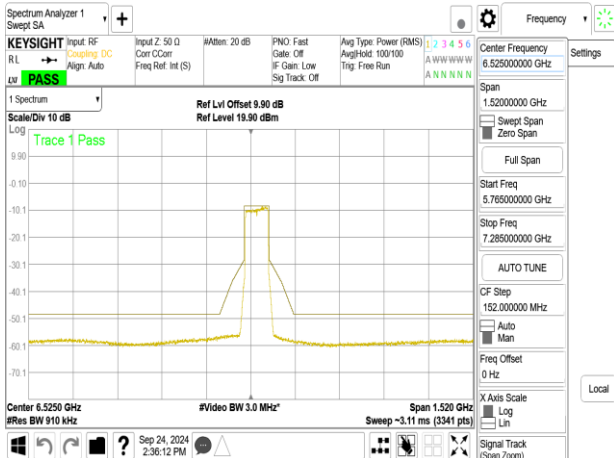 Spectrum Analyzer 1
Swept SA
Frequency
KEYSIGHT
RL
PASS
Input: RF
Coupling: DC
Align: Auto
Input Z: 50 Ω
Corr CCorr
Freq Ref: Int (S)
#Atten: 20 dB
PNO: Fast
Gate: Off
IF Gain: Low
Sig Track: Off
Avg Type: Power (RMS)
Avg|Hold: 100/100
Trig: Free Run
1 2 3 4 5 6
A W W W W W
A N N N N N
Center Frequency
6.525000000 GHz
Settings
Span
1.52000000 GHz
Swept Span
Zero Span
Full Span
Start Freq
5.765000000 GHz
Stop Freq
7.285000000 GHz
AUTO TUNE
CF Step
152.000000 MHz
Auto
Man
Freq Offset
0 Hz
X Axis Scale
Log
Lin
Local
Signal Track
(Span Zoom)
1 Spectrum
Scale/Div 10 dB
Ref Lvl Offset 9.90 dB
Ref Level 19.90 dBm
Log
Trace 1 Pass
9.90
-0.10
-10.1
-20.1
-30.1
-40.1
-50.1
-60.1
-70.1
Center 6.5250 GHz
#Res BW 910 kHz
#Video BW 3.0 MHz*
Span 1.520 GHz
Sweep ~3.11 ms (3341 pts)
?
Sep 24, 2024
2:36:12 PM